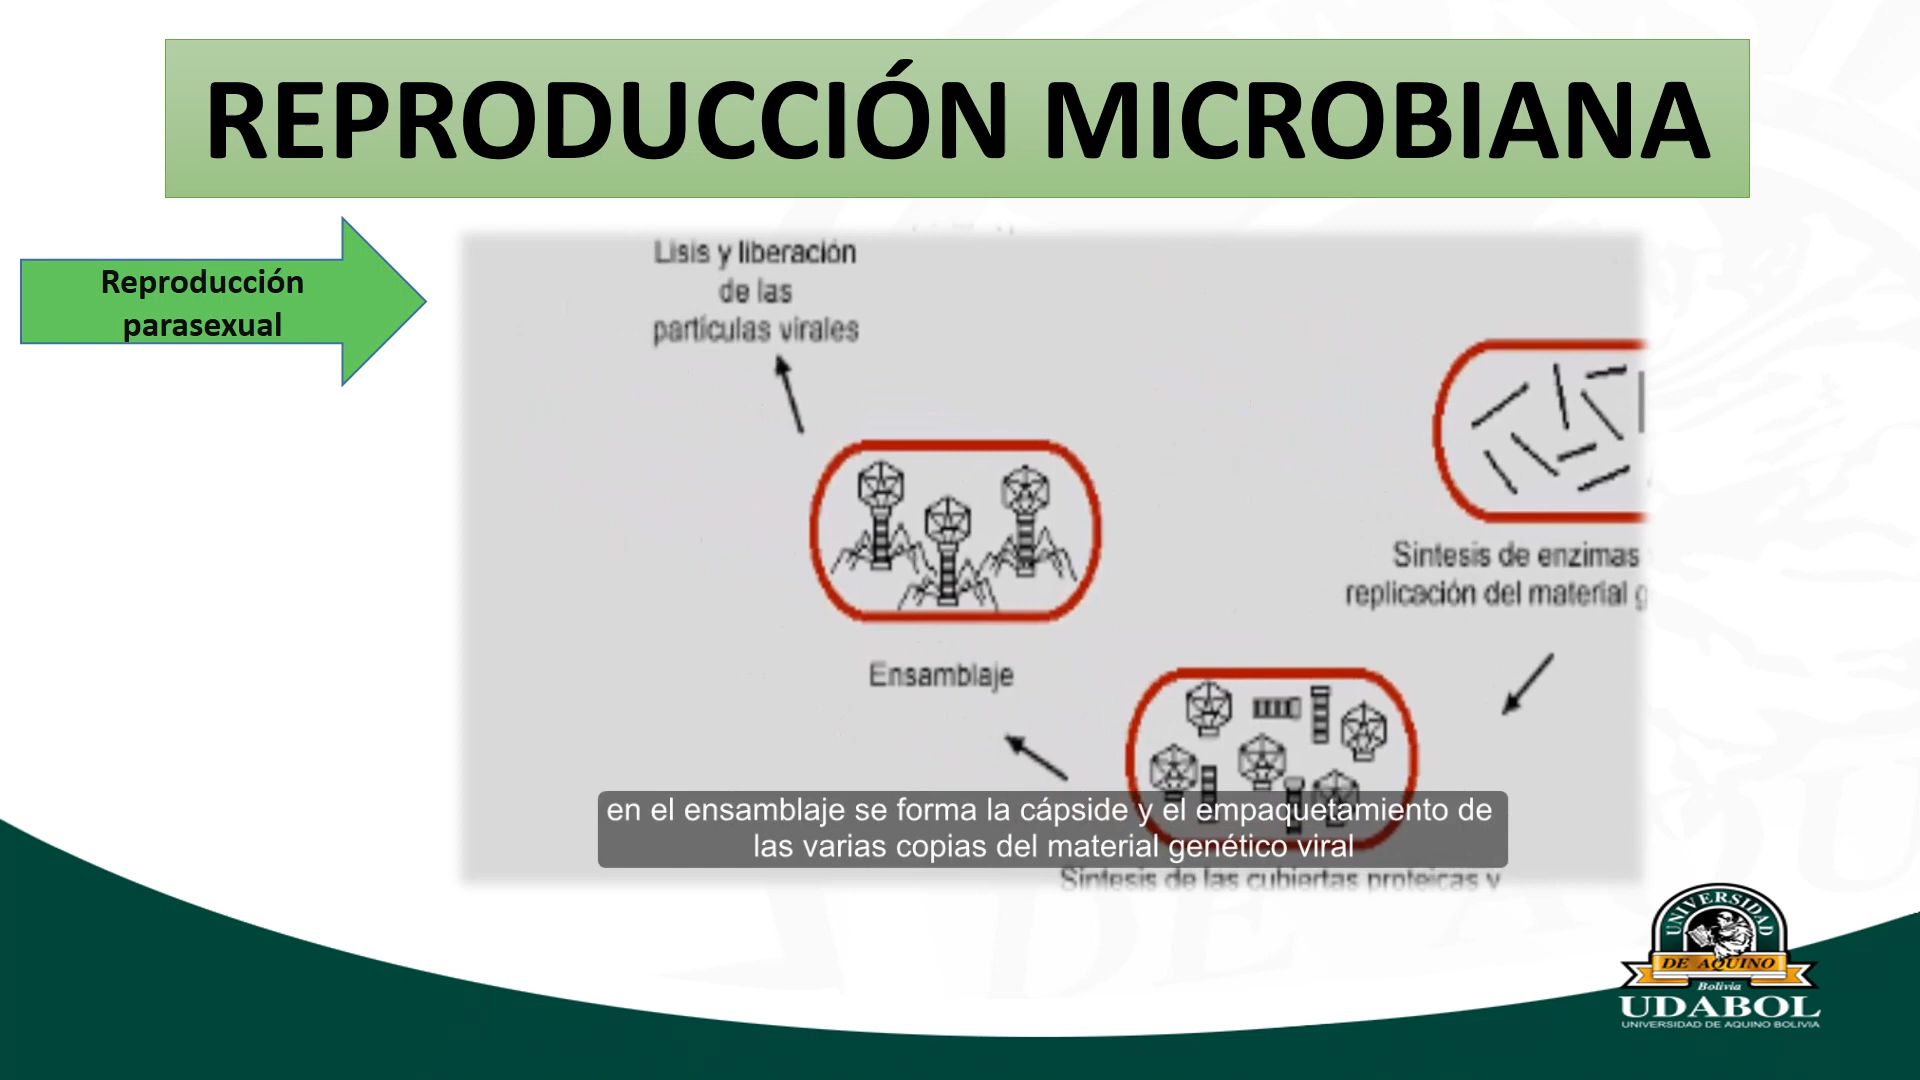 REPRODUCCIÓN MICROBIANA
Reproducción
parasexual
Lisis y liberación
de las
partículas virales
Síntesis de enzimas
replicación del material g
Ensamblaje
en el ensamblaje se forma la cápside y el empaquetamiento de
las varias copias del material genético viral
Síntesis de las cubiertas proteicas y
UNIVERSIDAD
DE AQUINO
Bolivia
UDABOL
UNIVERSIDAD DE AQUINO BOLIVIA